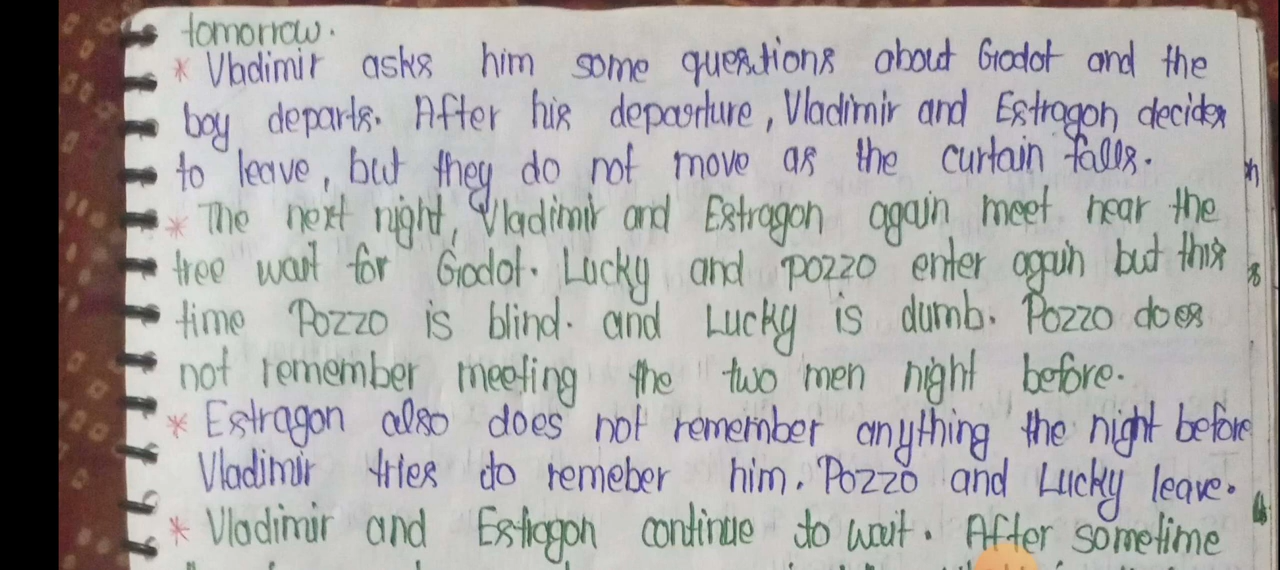 tomorrow.
* Vladimir asks him some questions about Godot and the
boy departs. After his departure, Vladimir and Estragon decides
to leave, but they do not move as the curtain falls.
* The next night, Vladimir and Estragon again meet near the
tree wait for Godot. Lucky and pozzo enter again but this
time Pozzo is blind. and Lucky is dumb. Pozzo does
not remember meeting the two men night before.
* Estragon also does not remember anything the night before
Vladimir tries to remeber him. Pozzo and Lucky leave.
* Vladimir and Estragon continue to wait. After sometime